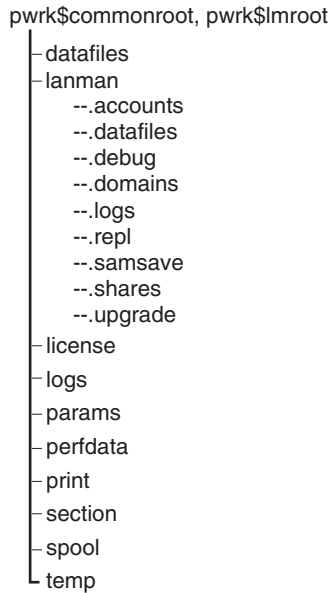 pwrk$commonroot, pwrk$lmroot
datafiles
lanman
--.accounts
--.datafiles
--.debug
--.domains
--.logs
--.repl
--.samsave
--.shares
--.upgrade
license
logs
params
perfdata
print
section
spool
temp